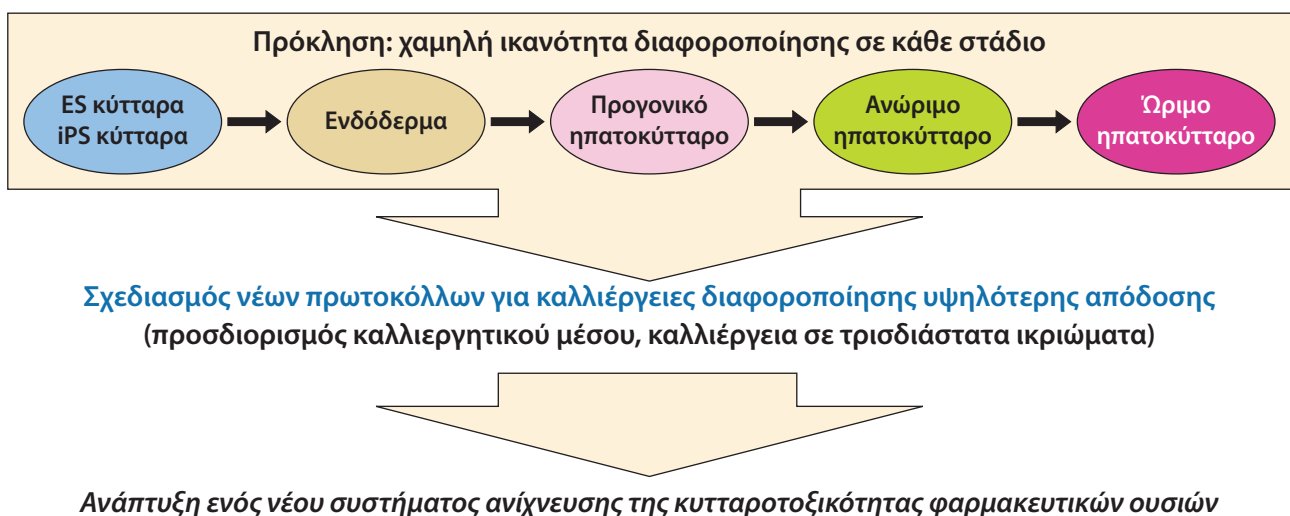 Πρόκληση: χαμηλή ικανότητα διαφοροποίησης σε κάθε στάδιο
ES κύτταρα
iPS κύτταρα
Ενδόδερμα
Προγονικό
ηπατοκύτταρο
Ανώριμο
ηπατοκύτταρο
Ώριμο
ηπατοκύτταρο
Σχεδιασμός νέων πρωτοκόλλων για καλλιέργειες διαφοροποίησης υψηλότερης απόδοσης
(προσδιορισμός καλλιεργητικού μέσου, καλλιέργεια σε τρισδιάστατα ικριώματα)
Ανάπτυξη ενός νέου συστήματος ανίχνευσης της κυτταροτοξικότητας φαρμακευτικών ουσιών